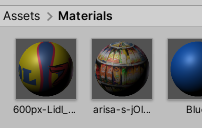 Assets > Materials
600px-Lidl_...
arisa-s-jOl...
Blu